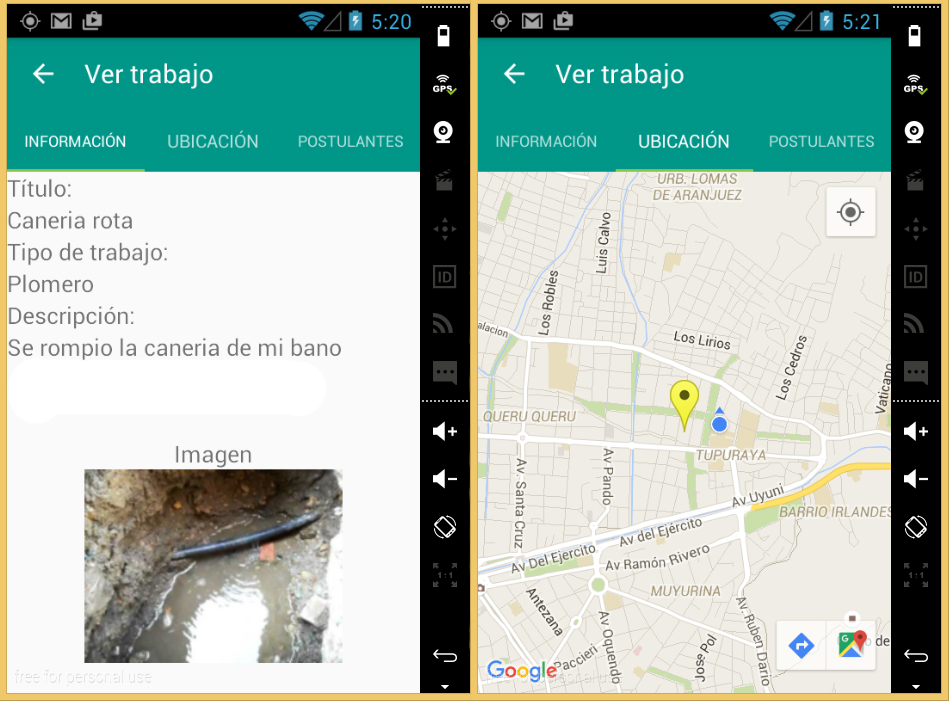 5:20
Ver trabajo
INFORMACIÓN
UBICACIÓN
POSTULANTES
Título:
Caneria rota
Tipo de trabajo:
Plomero
Descripción:
Se rompio la caneria de mi bano
Imagen
free for personal use
GPS
ID
1:1
5:21
Ver trabajo
INFORMACIÓN
UBICACIÓN
POSTULANTES
URB. LOMAS
DE ARANJUEZ
Luis Calvo
Los Robles
alacion
Los Lirios
Los Cedros
Vaticano
QUERU QUERU
TUPURAYA
Av. Santa Cruz
Av Pando
Av Uyuni
BARRIO IRLANDES
Av del Ejército
Av Del Ejercito
Av Ramón Rivero
MUYURINA
Antezana
Av Oquendo
Av. Ruben Dario
Jose Pol
Paccieri
o de
Google
GPS
ID
1:1